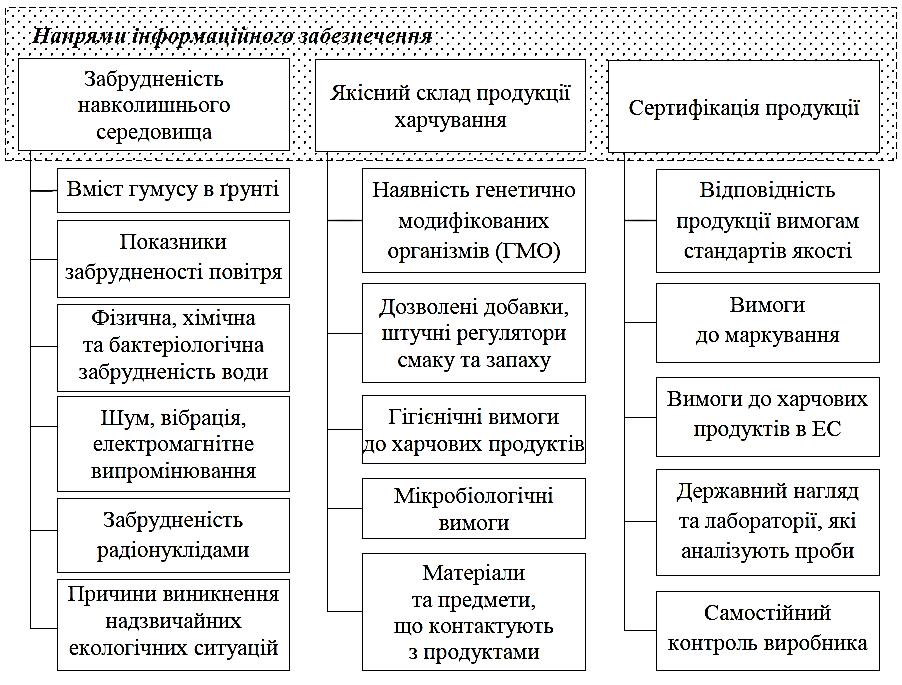 Напрями інформаційного забезпечення
Забрудненість
навколишнього
середовища
Вміст гумусу в ґрунті
Показники
забрудненості повітря
Фізична, хімічна
та бактеріологічна
забрудненість води
Шум, вібрація,
електромагнітне
випромінювання
Забрудненість
радіонуклідами
Причини виникнення
надзвичайних
екологічних ситуацій
Якісний склад продукції
харчування
Наявність генетично
модифікованих
організмів (ГМО)
Дозволені добавки,
штучні регулятори
смаку та запаху
Гігієнічні вимоги
до харчових продуктів
Мікробіологічні
вимоги
Матеріали
та предмети,
що контактують
з продуктами
Сертифікація продукції
Відповідність
продукції вимогам
стандартів якості
Вимоги
до маркування
Вимоги до харчових
продуктів в ЕС
Державний нагляд
та лабораторії, які
аналізують проби
Самостійний
контроль виробника